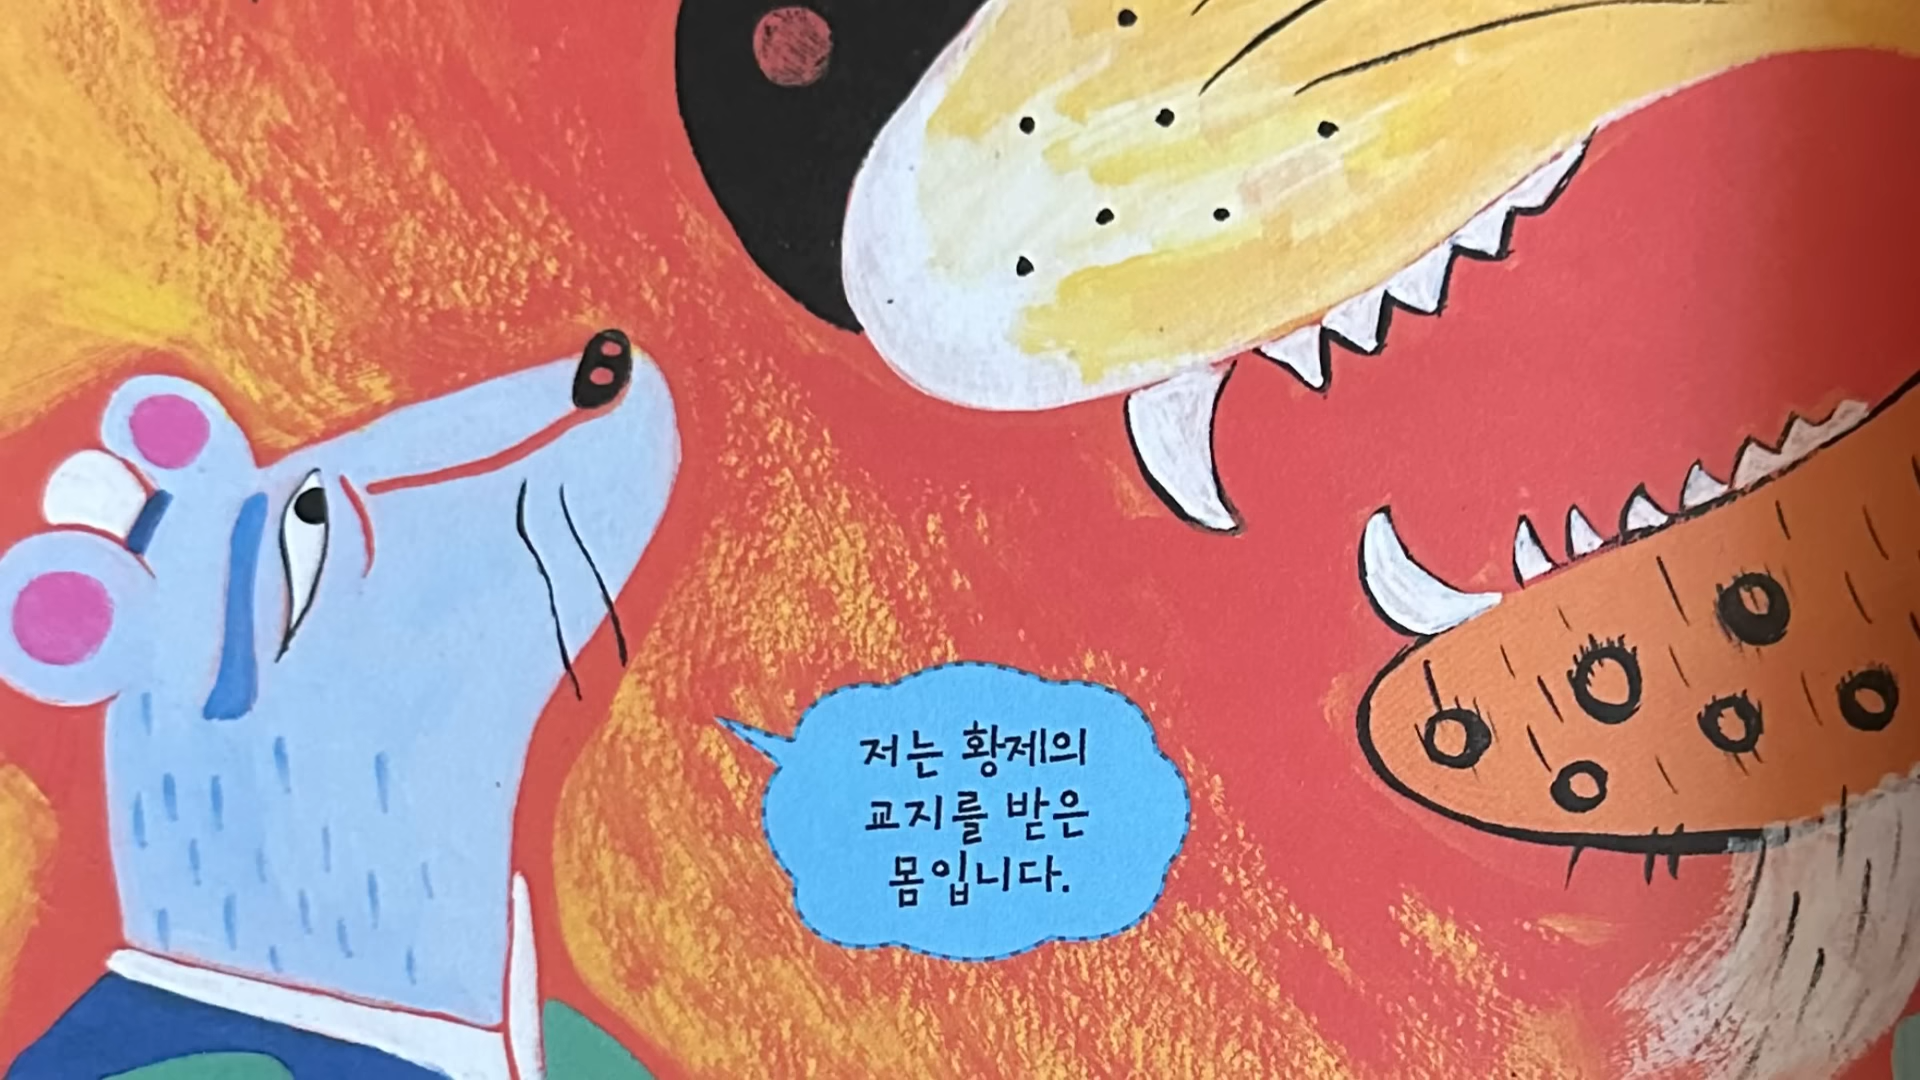 저는 황제의
교지를 받은
몸입니다.